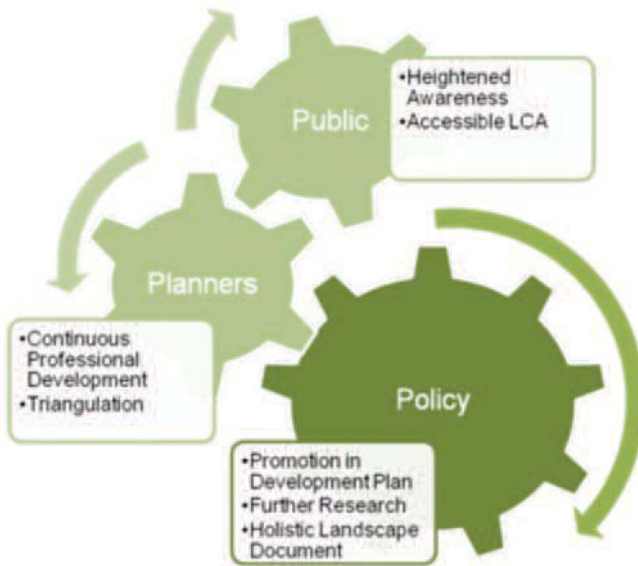 Public
•Heightened
Awareness
•Accessible LCA
Planners
•Continuous
Professional
Development
•Triangulation
Policy
•Promotion in
Development Plan
•Further Research
•Holistic Landscape
Document